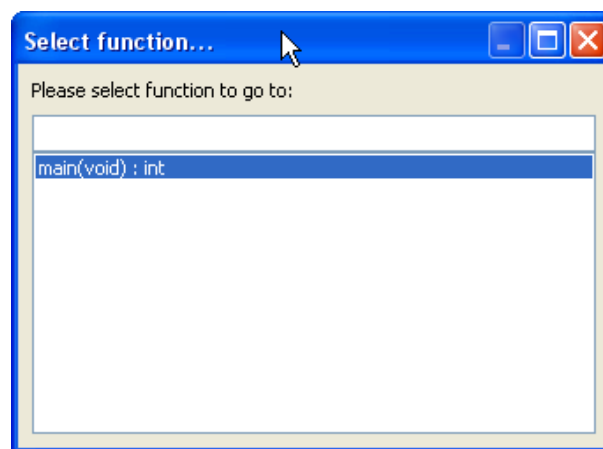 Select function...
Please select function to go to:
main(void) : int